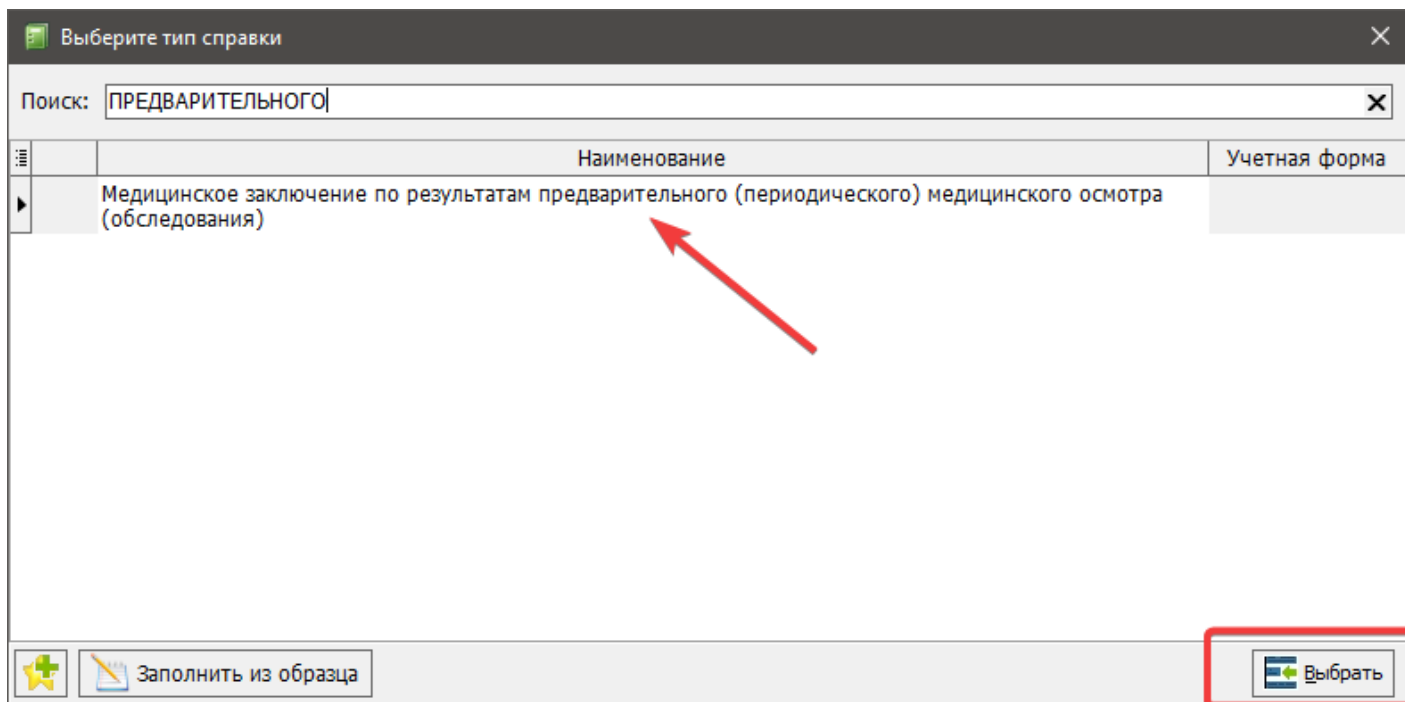 Выберите тип справки
Поиск: ПРЕДВАРИТЕЛЬНОГО
Наименование Учетная форма
Медицинское заключение по результатам предварительного (периодического) медицинского осмотра
(обследования)
Заполнить из образца Выбрать